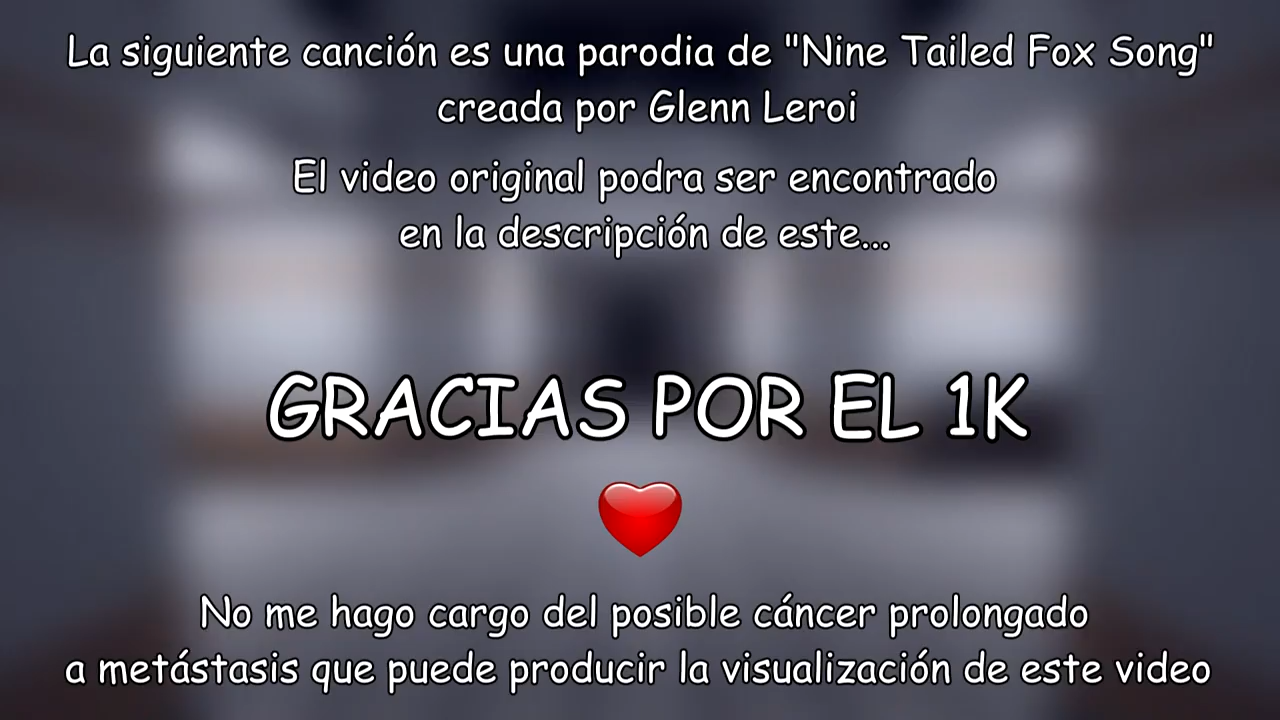 La siguiente canción es una parodia de "Nine Tailed Fox Song"
creada por Glenn Leroi
El video original podra ser encontrado
en la descripción de este...
GRACIAS POR EL 1K
No me hago cargo del posible cáncer prolongado
a metástasis que puede producir la visualización de este video